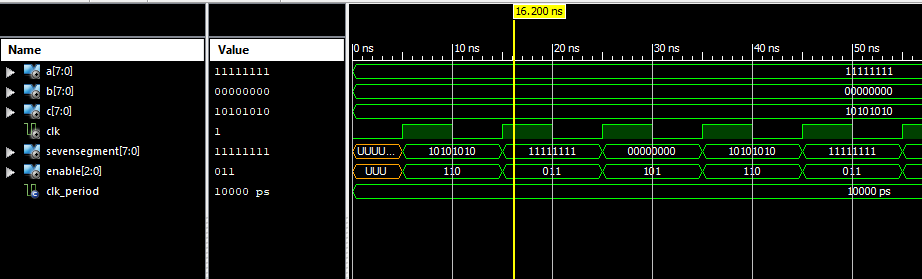 16.200 ns
Name Value 0 ns 10 ns 20 ns 30 ns 40 ns 50 ns
a[7:0] 11111111 11111111
b[7:0] 00000000 00000000
c[7:0] 10101010 10101010
clk 1
sevensegment[7:0] 11111111 UUUU... 10101010 11111111 00000000 10101010 11111111
enable[2:0] 011 UUU 110 011 101 110 011
clk_period 10000 ps 10000 ps